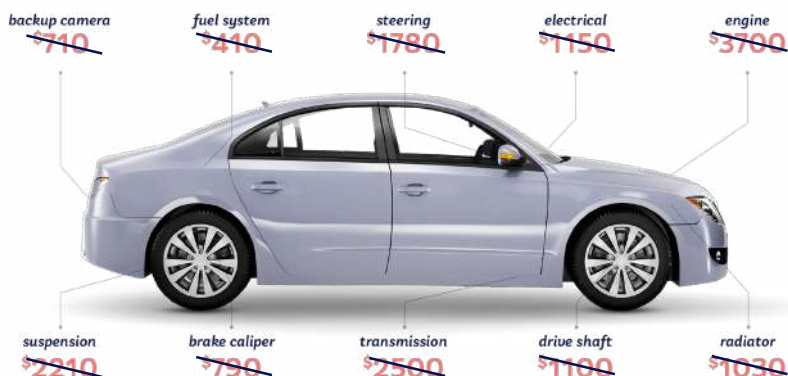 backup camera
$710
fuel system
$410
steering
$1780
electrical
$1150
engine
$3700
suspension
$2210
brake caliper
$790
transmission
$2500
drive shaft
$1100
radiator
$1030